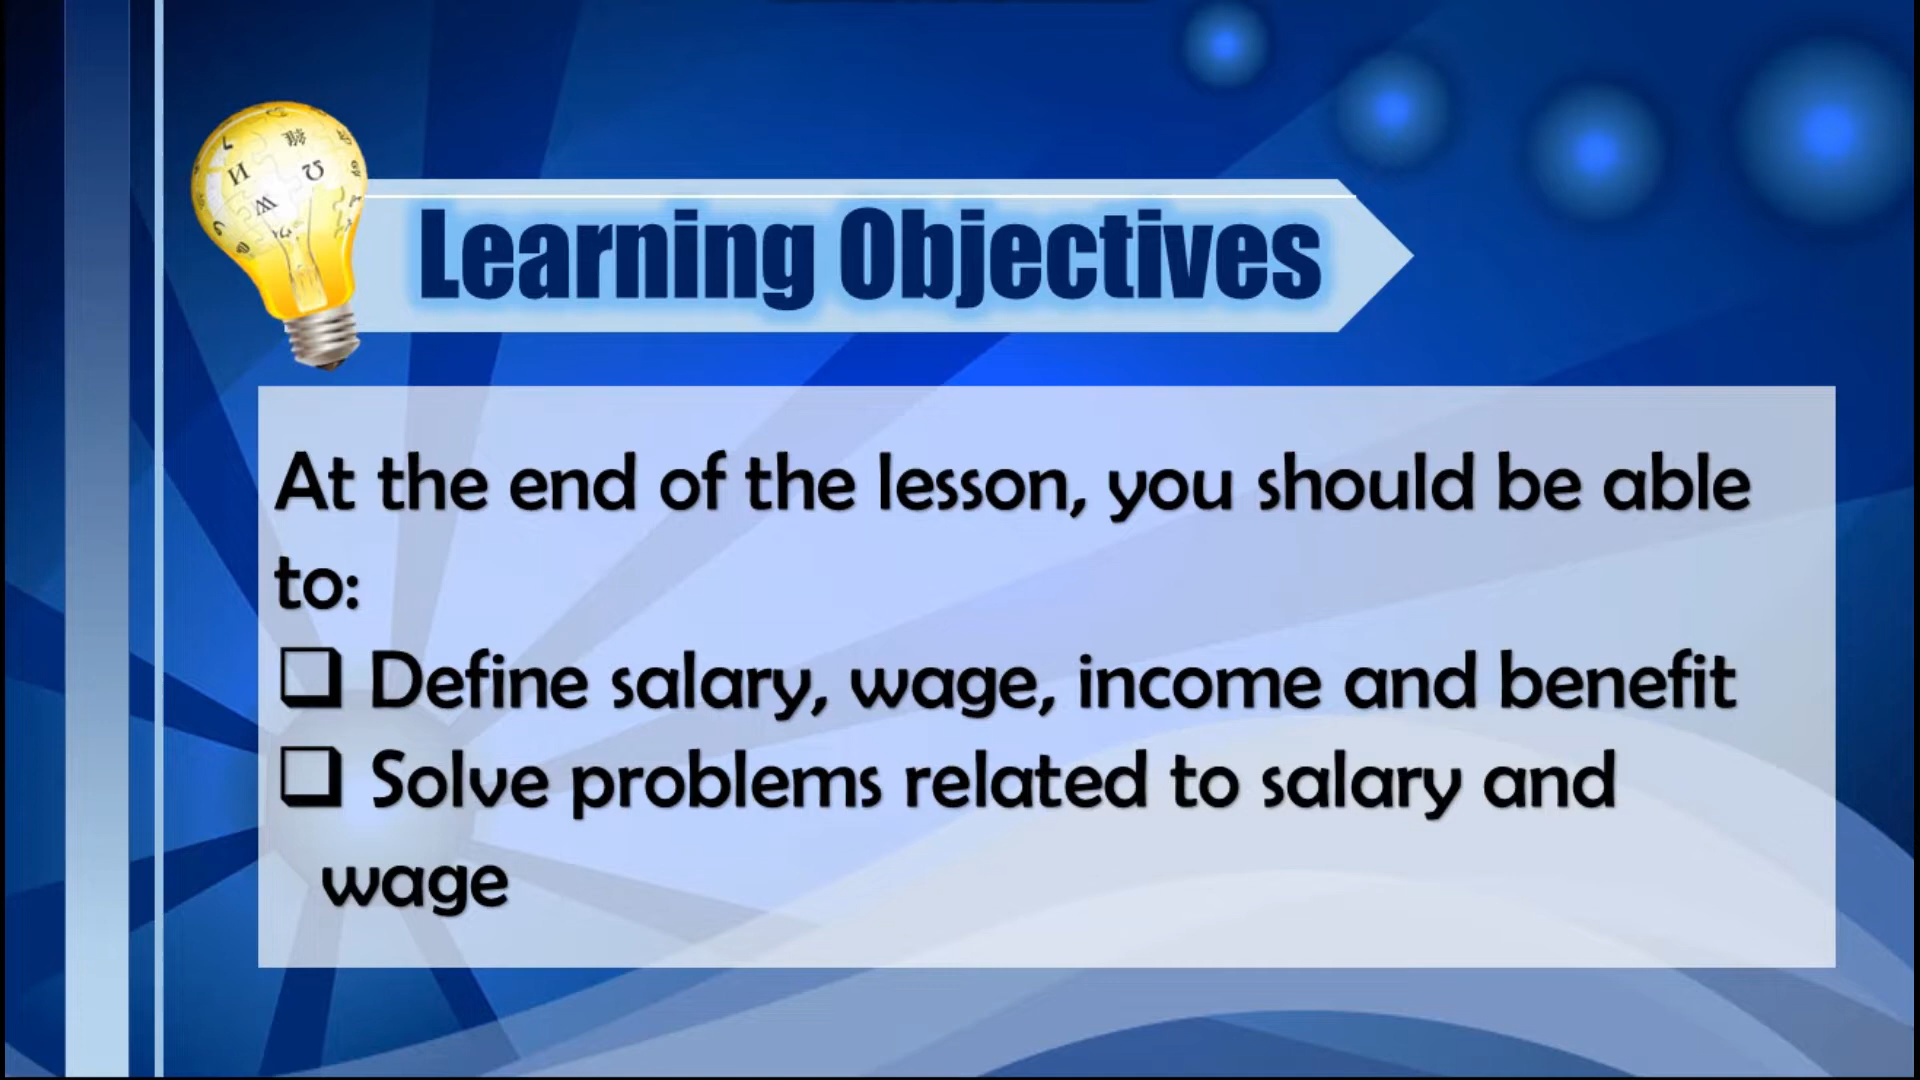 Learning Objectives
At the end of the lesson, you should be able
to:
❑ Define salary, wage, income and benefit
❑ Solve problems related to salary and
wage